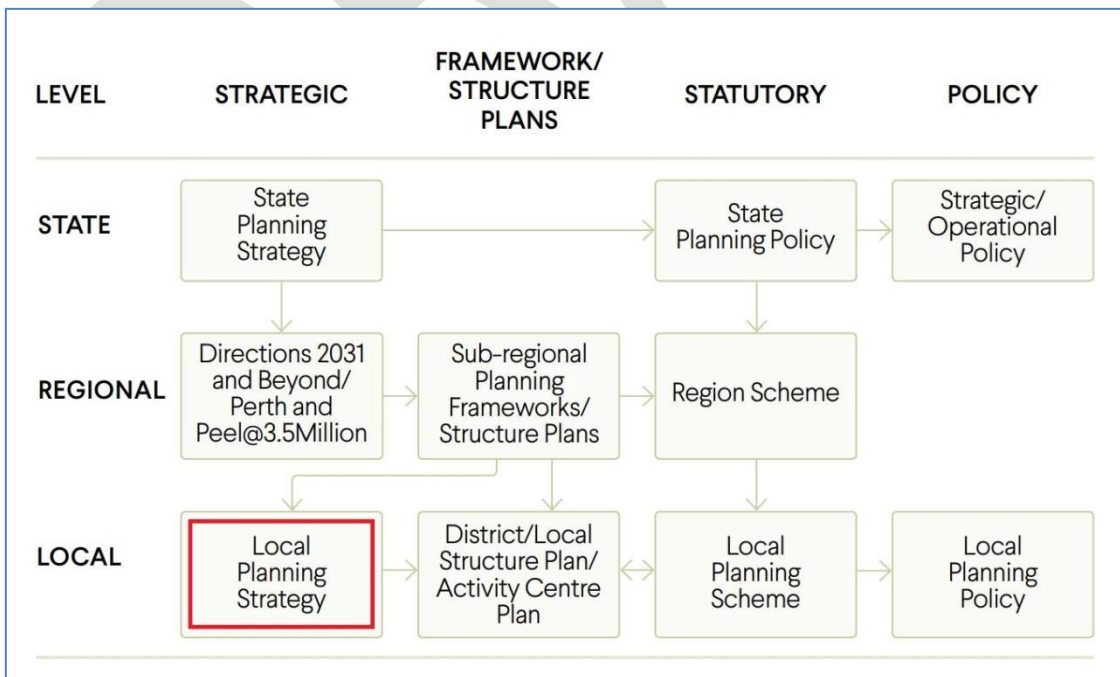 LEVEL
STRATEGIC
FRAMEWORK/
STRUCTURE
PLANS
STATUTORY
POLICY
STATE
State
Planning
Strategy
State
Planning Policy
Strategic/
Operational
Policy
REGIONAL
Directions 2031
and Beyond/
Perth and
Peel@3.5Million
Sub-regional
Planning
Frameworks/
Structure Plans
Region Scheme
LOCAL
Local
Planning
Strategy
District/Local
Structure Plan/
Activity Centre
Plan
Local
Planning
Scheme
Local
Planning
Policy